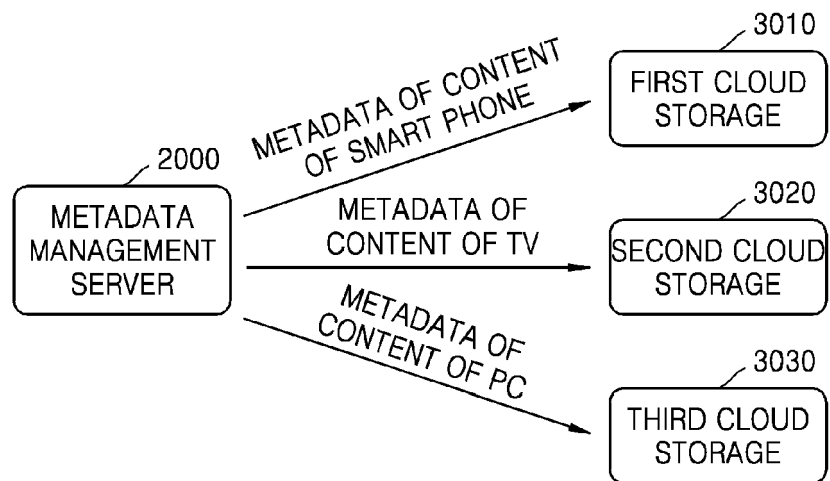 3010
FIRST CLOUD
STORAGE
METADATA OF CONTENT
OF SMART PHONE
2000
METADATA
MANAGEMENT
SERVER
METADATA OF
CONTENT OF TV
3020
SECOND CLOUD
STORAGE
METADATA OF
CONTENT OF PC
3030
THIRD CLOUD
STORAGE